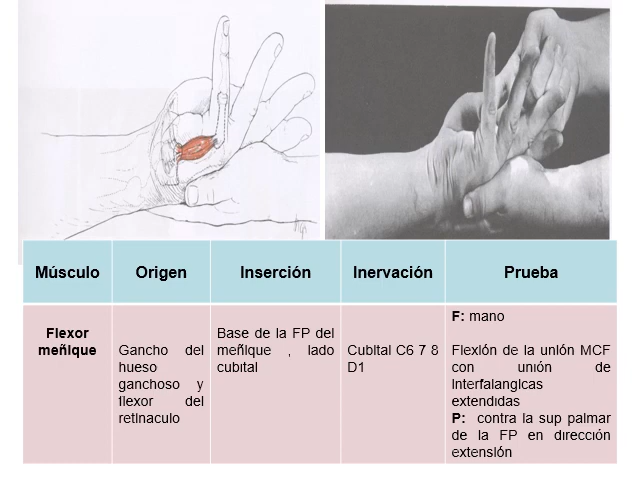 Músculo
Origen
Inserción
Inervación
Prueba
Flexor
meñique
Gancho del
hueso
ganchoso y
flexor del
retinaculo
Base de la FP del
meñique , lado
cubital
Cubital C6 7 8
D1
F: mano
Flexión de la unión MCF
con unión de
interfalangicas
extendidas
P: contra la sup palmar
de la FP en dirección
extensión